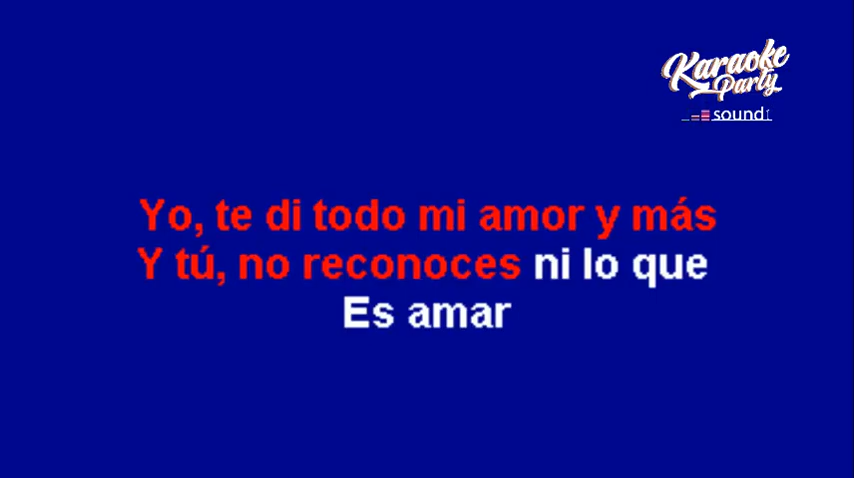 Karaoke
Party
sound
Yo, te di todo mi amor y más
Y tú, no reconoces ni lo que
Es amar